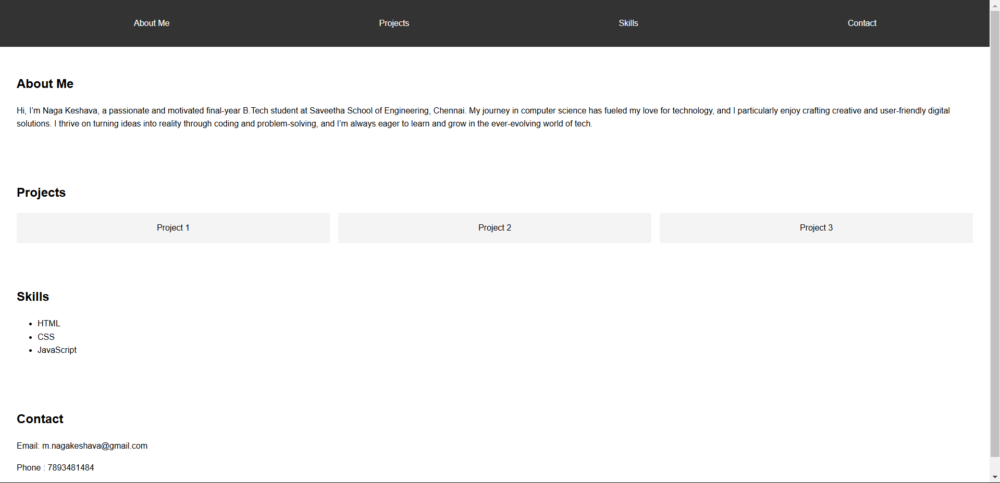 About Me
Projects
Skills
Contact
About Me
Hi, I’m Naga Keshava, a passionate and motivated final-year B.Tech student at Saveetha School of Engineering, Chennai. My journey in computer science has fueled my love for technology, and I particularly enjoy crafting creative and user-friendly digital
solutions. I thrive on turning ideas into reality through coding and problem-solving, and I’m always eager to learn and grow in the ever-evolving world of tech.
Projects
Project 1
Project 2
Project 3
Skills
HTML
CSS
JavaScript
Contact
Email: m.nagakeshava@gmail.com
Phone : 7893481484